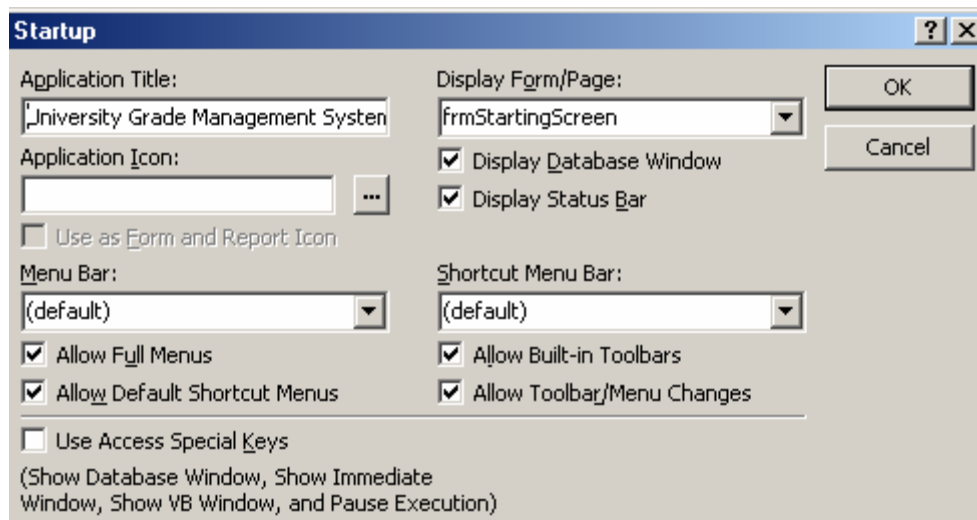 Startup
Application Title:
University Grade Management System
Application Icon:
...
Use as Form and Report Icon
Menu Bar:
(default)
Allow Full Menus
Allow Default Shortcut Menus
Display Form/Page:
frmStartingScreen
Display Database Window
Display Status Bar
Shortcut Menu Bar:
(default)
Allow Built-in Toolbars
Allow Toolbar/Menu Changes
Use Access Special Keys
(Show Database Window, Show Immediate
Window, Show VB Window, and Pause Execution)
OK
Cancel